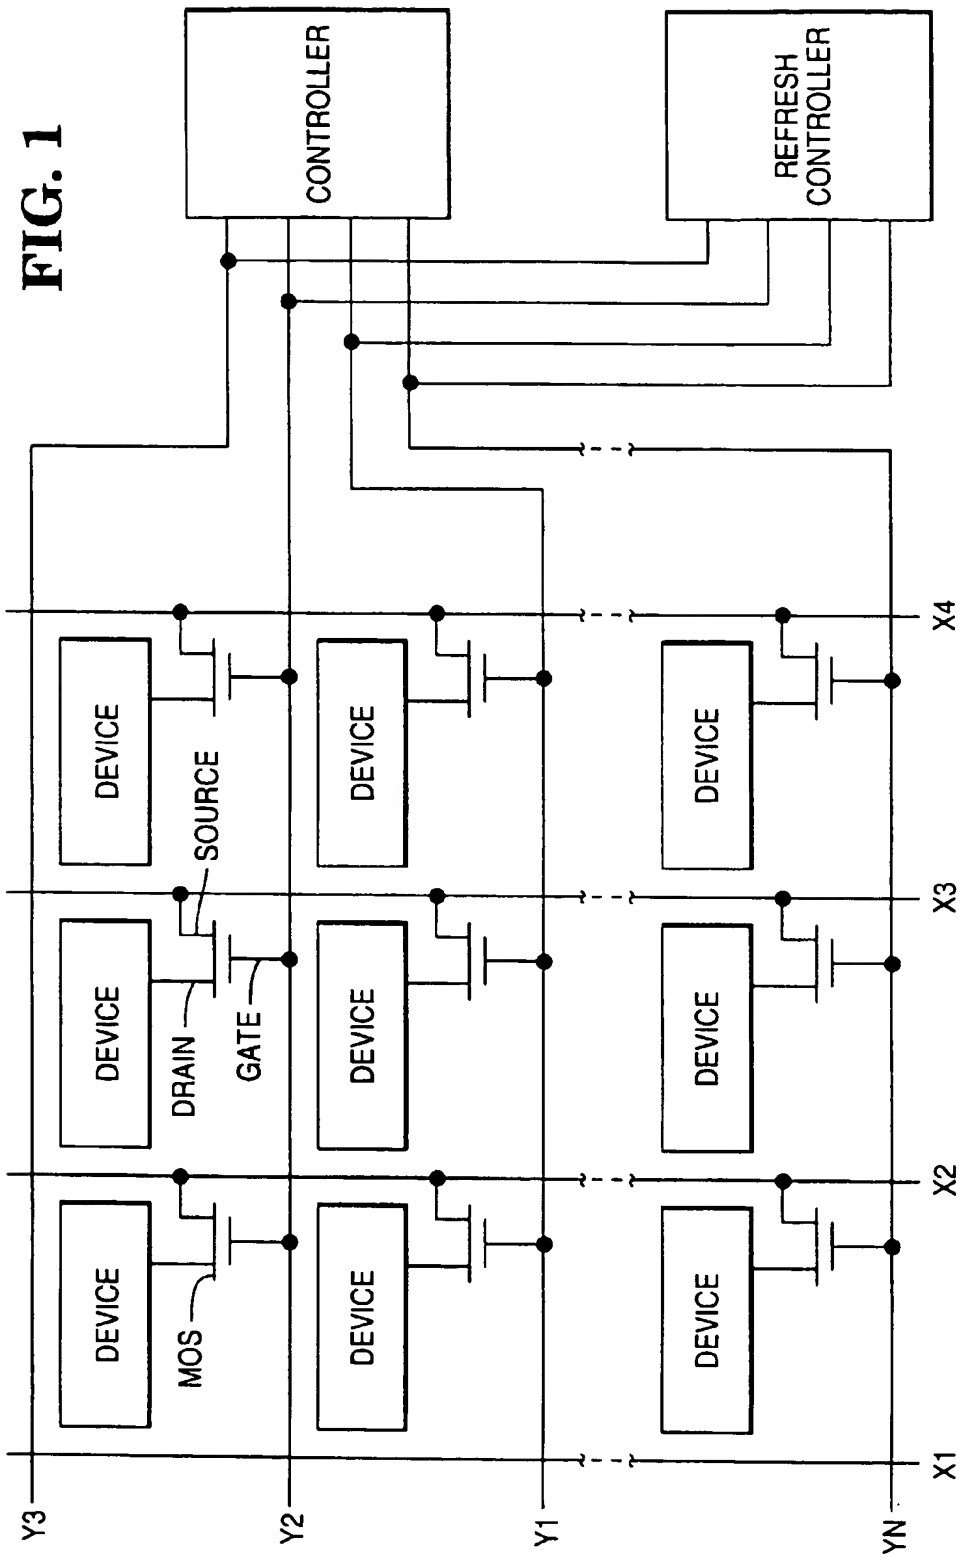 FIG. 1
CONTROLLER
REFRESH
CONTROLLER
Y3
Y2
Y1
YN
X1
X2
X3
X4
DEVICE
DEVICE
DEVICE
MOS
DRAIN
GATE
SOURCE
DEVICE
DEVICE
DEVICE
DEVICE
DEVICE
DEVICE